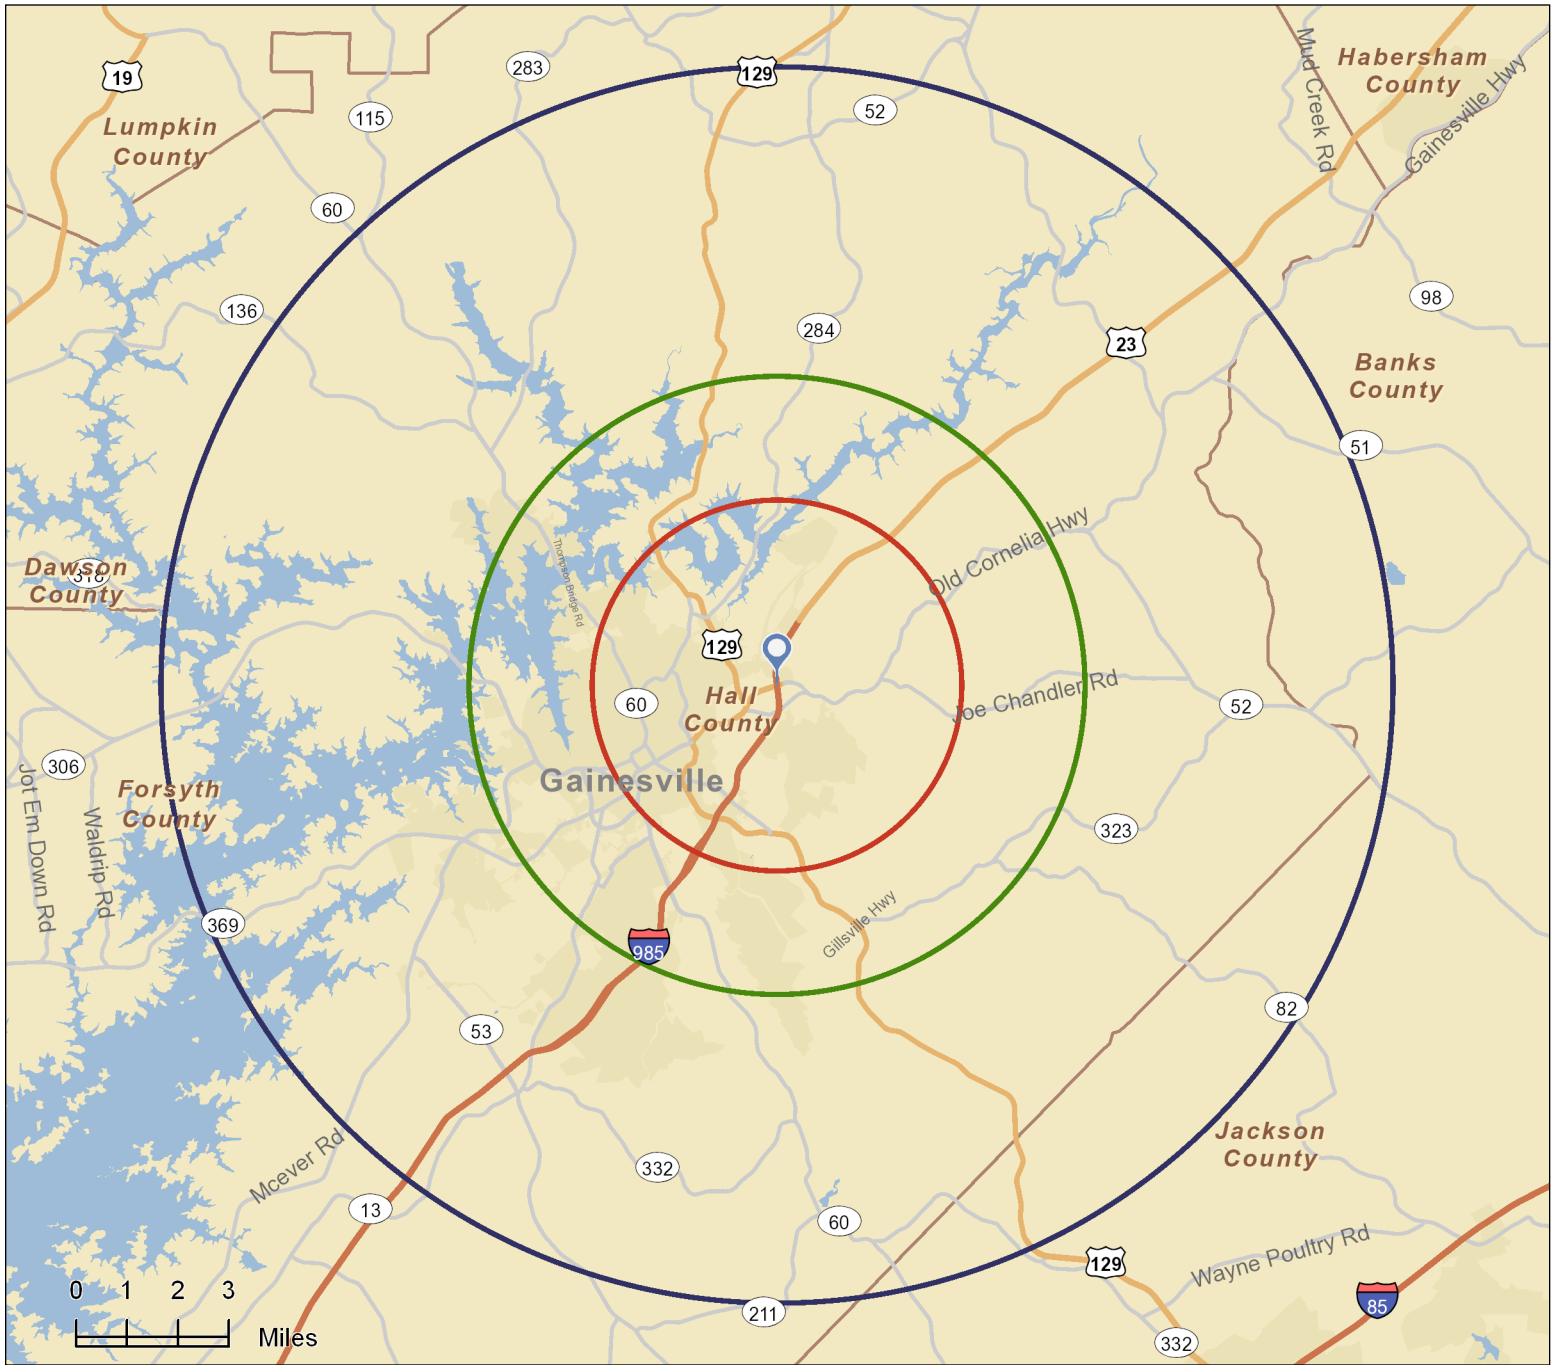 Habersham
County
19
283
129
52
115
Mud Creek Rd
Gainesville Hwy
Lumpkin
County
60
98
136
284
23
Banks
County
51
Old Cornelia Hwy
Thompson Bridge Rd
Dawson
County
129
Hall
County
60
Joe Chandler Rd
52
306
Gainesville
Forsyth
County
323
Jot Em Down Rd
Waldrip Rd
369
Gillsville Hwy
985
82
53
Jackson
County
Mcever Rd
332
13
60
129
Wayne Poultry Rd
85
0 1 2 3
Miles
211
332